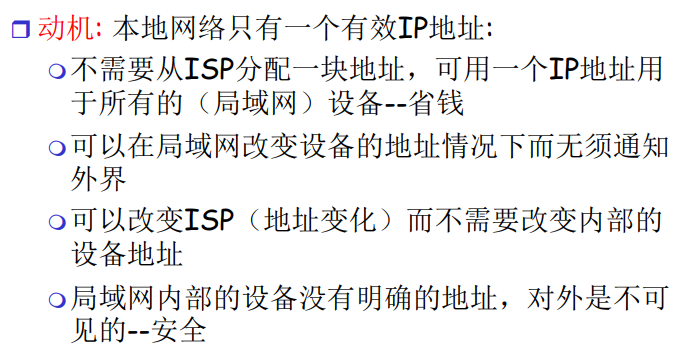 动机: 本地网络只有一个有效IP地址:
不需要从ISP分配一块地址，可用一个IP地址用
于所有的（局域网）设备--省钱
可以在局域网改变设备的地址情况下而无须通知
外界
可以改变ISP（地址变化）而不需要改变内部的
设备地址
局域网内部的设备没有明确的地址，对外是不可
见的--安全